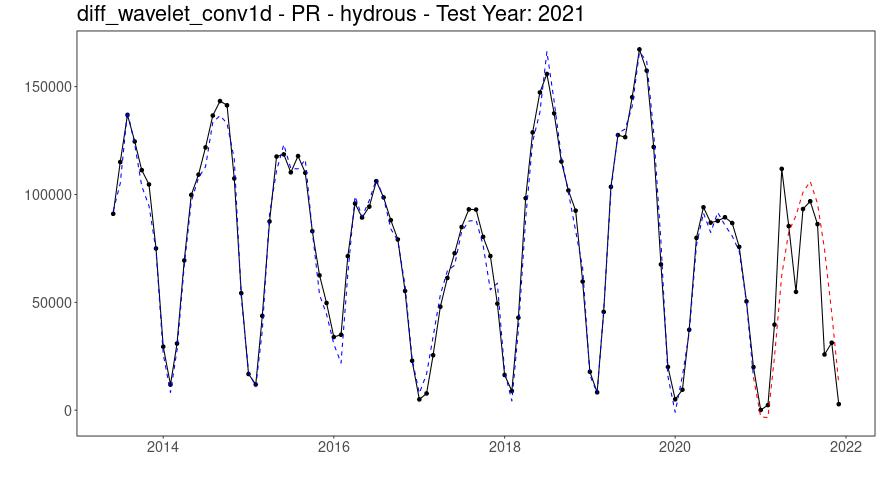 diff_wavelet_conv1d - PR - hydrous - Test Year: 2021
150000
100000
50000
0
2014 2016 2018 2020 2022